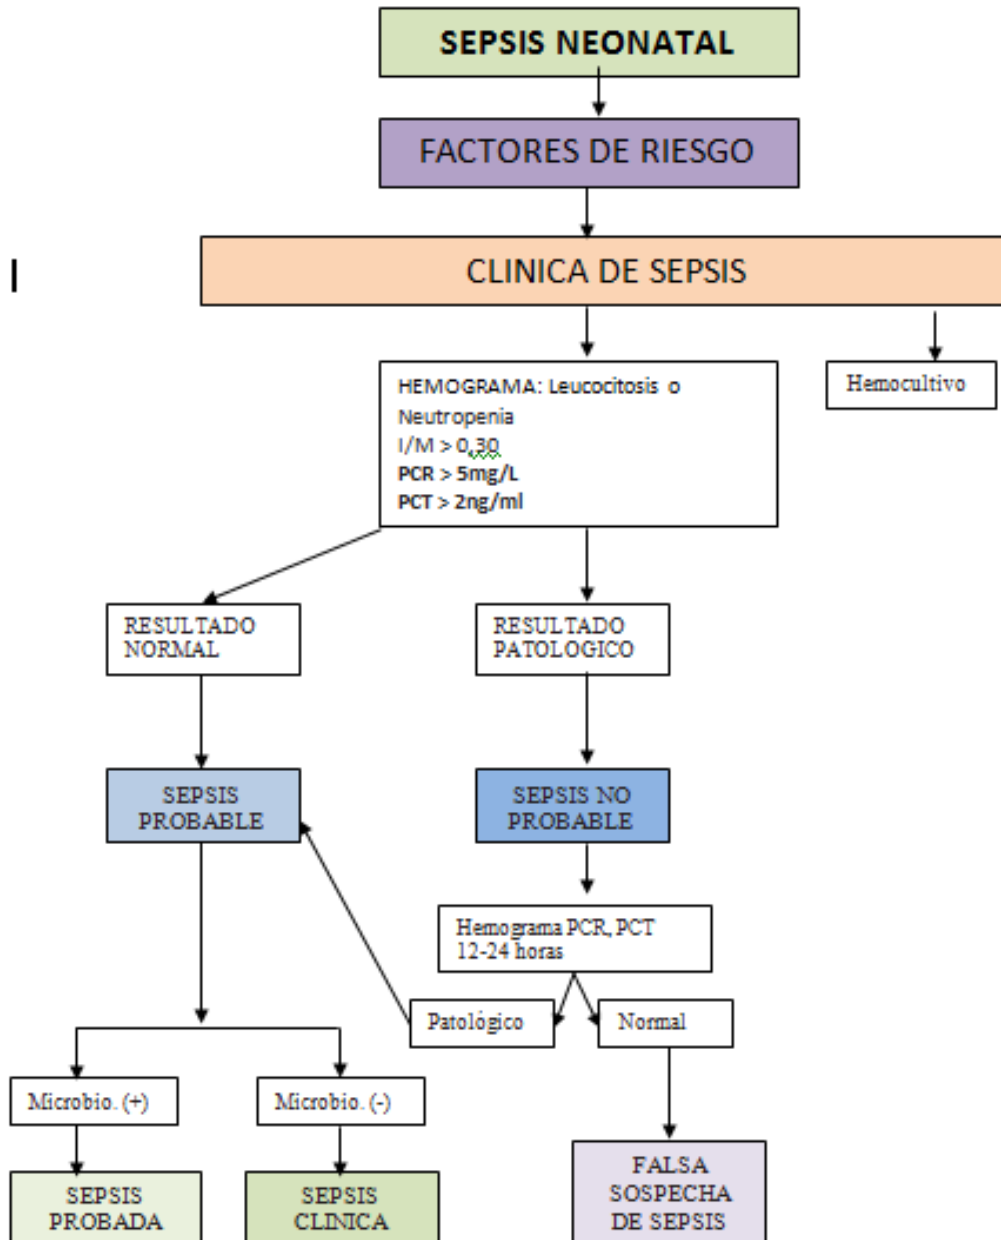 SEPSIS NEONATAL
FACTORES DE RIESGO
CLINICA DE SEPSIS
HEMOGRAMA: Leucocitosis o
Neutropenia
I/M > 0,30
PCR > 5mg/L
PCT > 2ng/ml
Hemocultivo
RESULTADO
NORMAL
RESULTADO
PATOLOGICO
SEPSIS
PROBABLE
SEPSIS NO
PROBABLE
Hemograma PCR, PCT
12-24 horas
Patológico
Normal
Microbio. (+)
Microbio. (-)
SEPSIS
PROBADA
SEPSIS
CLINICA
FALSA
SOSPECHA
DE SEPSIS